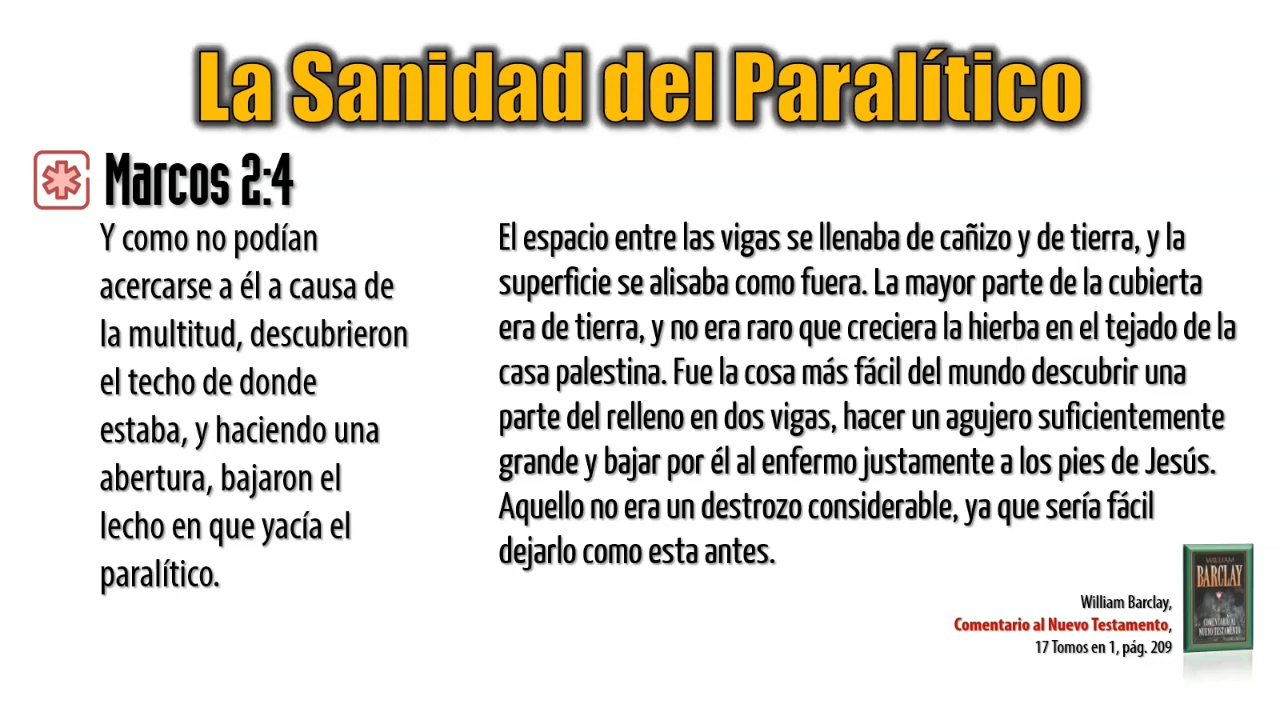 La Sanidad del Paralítico
Marcos 2:4
Y como no podían
acercarse a él a causa de
la multitud, descubrieron
el techo de donde
estaba, y haciendo una
abertura, bajaron el
lecho en que yacía el
paralítico.
El espacio entre las vigas se llenaba de cañizo y de tierra, y la
superficie se alisaba como fuera. La mayor parte de la cubierta
era de tierra, y no era raro que creciera la hierba en el tejado de la
casa palestina. Fue la cosa más fácil del mundo descubrir una
parte del relleno en dos vigas, hacer un agujero suficientemente
grande y bajar por él al enfermo justamente a los pies de Jesús.
Aquello no era un destrozo considerable, ya que sería fácil
dejarlo como esta antes.
William Barclay,
Comentario al Nuevo Testamento,
17 Tomos en 1, pág. 209
WILLIAM
BARCLAY
COMENTARIO AL
NUEVO TESTAMENTO